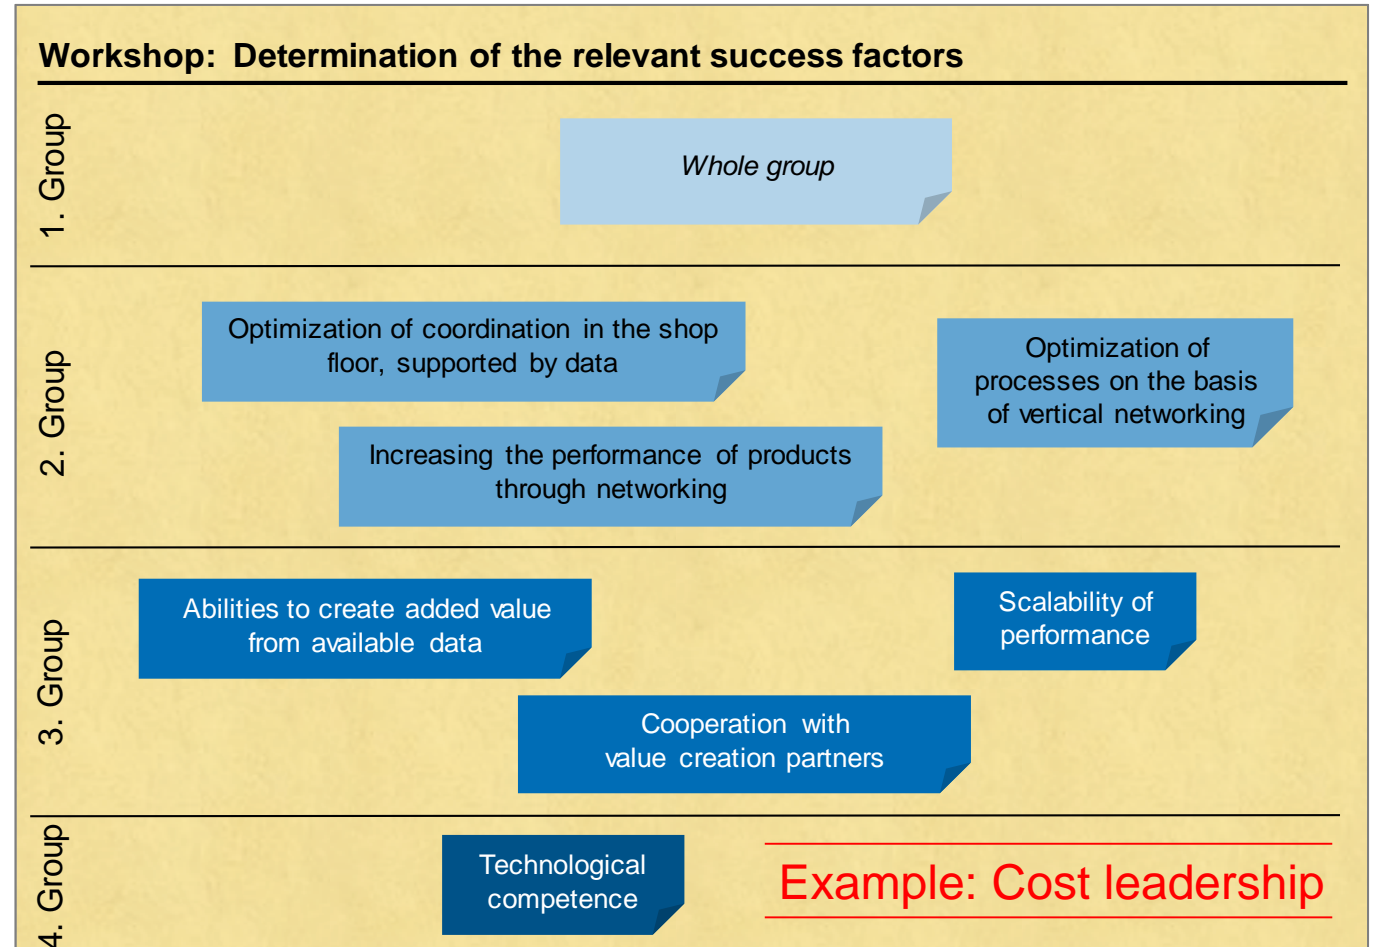 Workshop: Determination of the relevant success factors
1. Group
Whole group
2. Group
Optimization of coordination in the shop
floor, supported by data
Optimization of
processes on the basis
of vertical networking
Increasing the performance of products
through networking
3. Group
Abilities to create added value
from available data
Scalability of
performance
Cooperation with
value creation partners
4. Group
Technological
competence
Example: Cost leadership